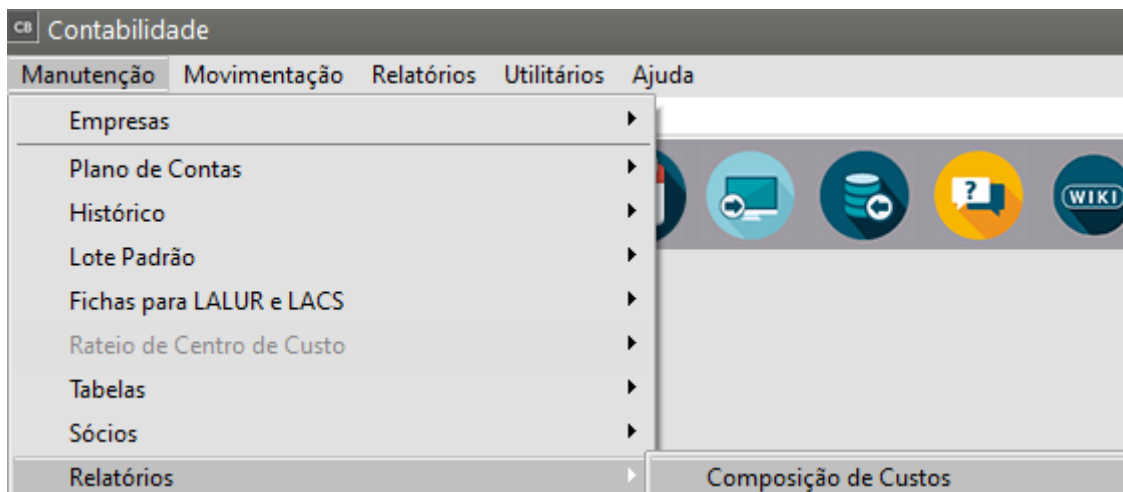 CB Contabilidade
Manutenção Movimentação Relatórios Utilitários Ajuda
Empresas
Plano de Contas
Histórico
Lote Padrão
Fichas para LALUR e LACS
Rateio de Centro de Custo
Tabelas
Sócios
Relatórios
Composição de Custos
?
WIKI